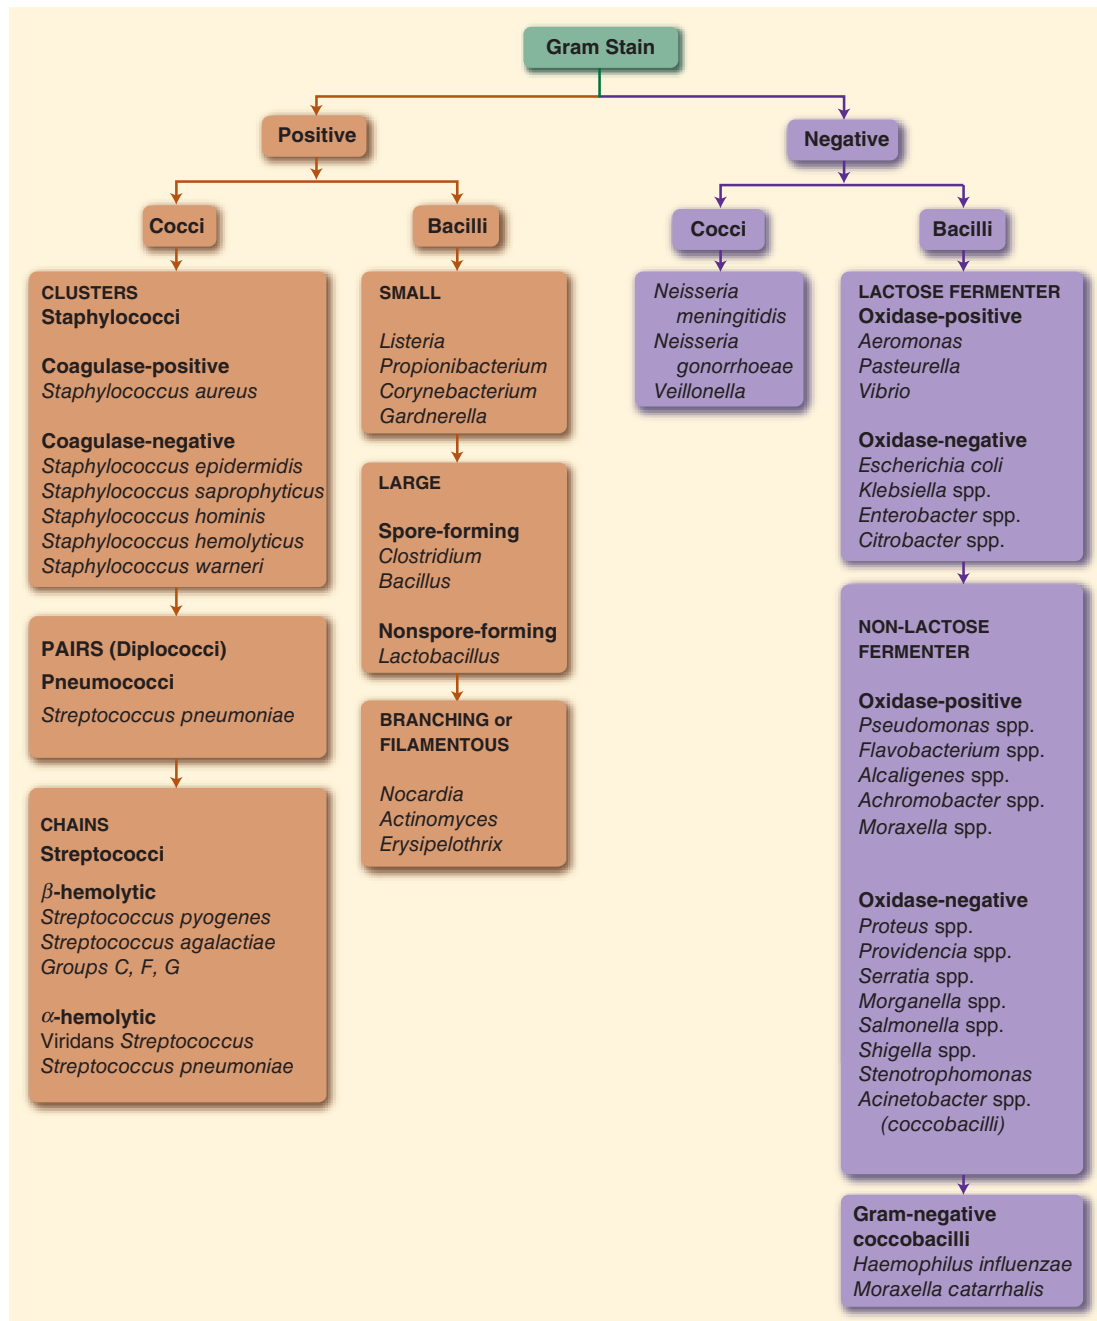 Gram Stain
Positive
Negative
Cocci
Bacilli
Cocci
Bacilli
CLUSTERS
Staphylococci
Coagulase-positive
Staphylococcus aureus
Coagulase-negative
Staphylococcus epidermidis
Staphylococcus saprophyticus
Staphylococcus hominis
Staphylococcus hemolyticus
Staphylococcus warneri
PAIRS (Diplococci)
Pneumococci
Streptococcus pneumoniae
CHAINS
Streptococci
β-hemolytic
Streptococcus pyogenes
Streptococcus agalactiae
Groups C, F, G
α-hemolytic
Viridans Streptococcus
Streptococcus pneumoniae
SMALL
Listeria
Propionibacterium
Corynebacterium
Gardnerella
LARGE
Spore-forming
Clostridium
Bacillus
Nonspore-forming
Lactobacillus
BRANCHING or
FILAMENTOUS
Nocardia
Actinomyces
Erysipelothrix
Neisseria
meningitidis
Neisseria
gonorrhoeae
Veillonella
LACTOSE FERMENTER
Oxidase-positive
Aeromonas
Pasteurella
Vibrio
Oxidase-negative
Escherichia coli
Klebsiella spp.
Enterobacter spp.
Citrobacter spp.
NON-LACTOSE
FERMENTER
Oxidase-positive
Pseudomonas spp.
Flavobacterium spp.
Alcaligenes spp.
Achromobacter spp.
Moraxella spp.
Oxidase-negative
Proteus spp.
Providencia spp.
Serratia spp.
Morganella spp.
Salmonella spp.
Shigella spp.
Stenotrophomonas
Acinetobacter spp.
(coccobacilli)
Gram-negative
coccobacilli
Haemophilus influenzae
Moraxella catarrhalis